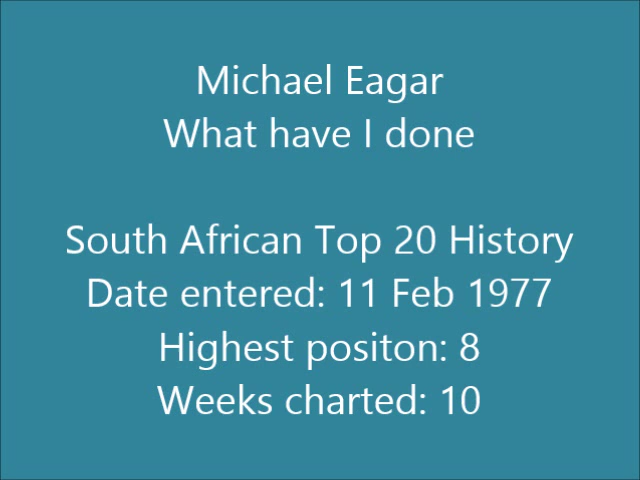 Michael Eagar
What have I done
South African Top 20 History
Date entered: 11 Feb 1977
Highest positon: 8
Weeks charted: 10